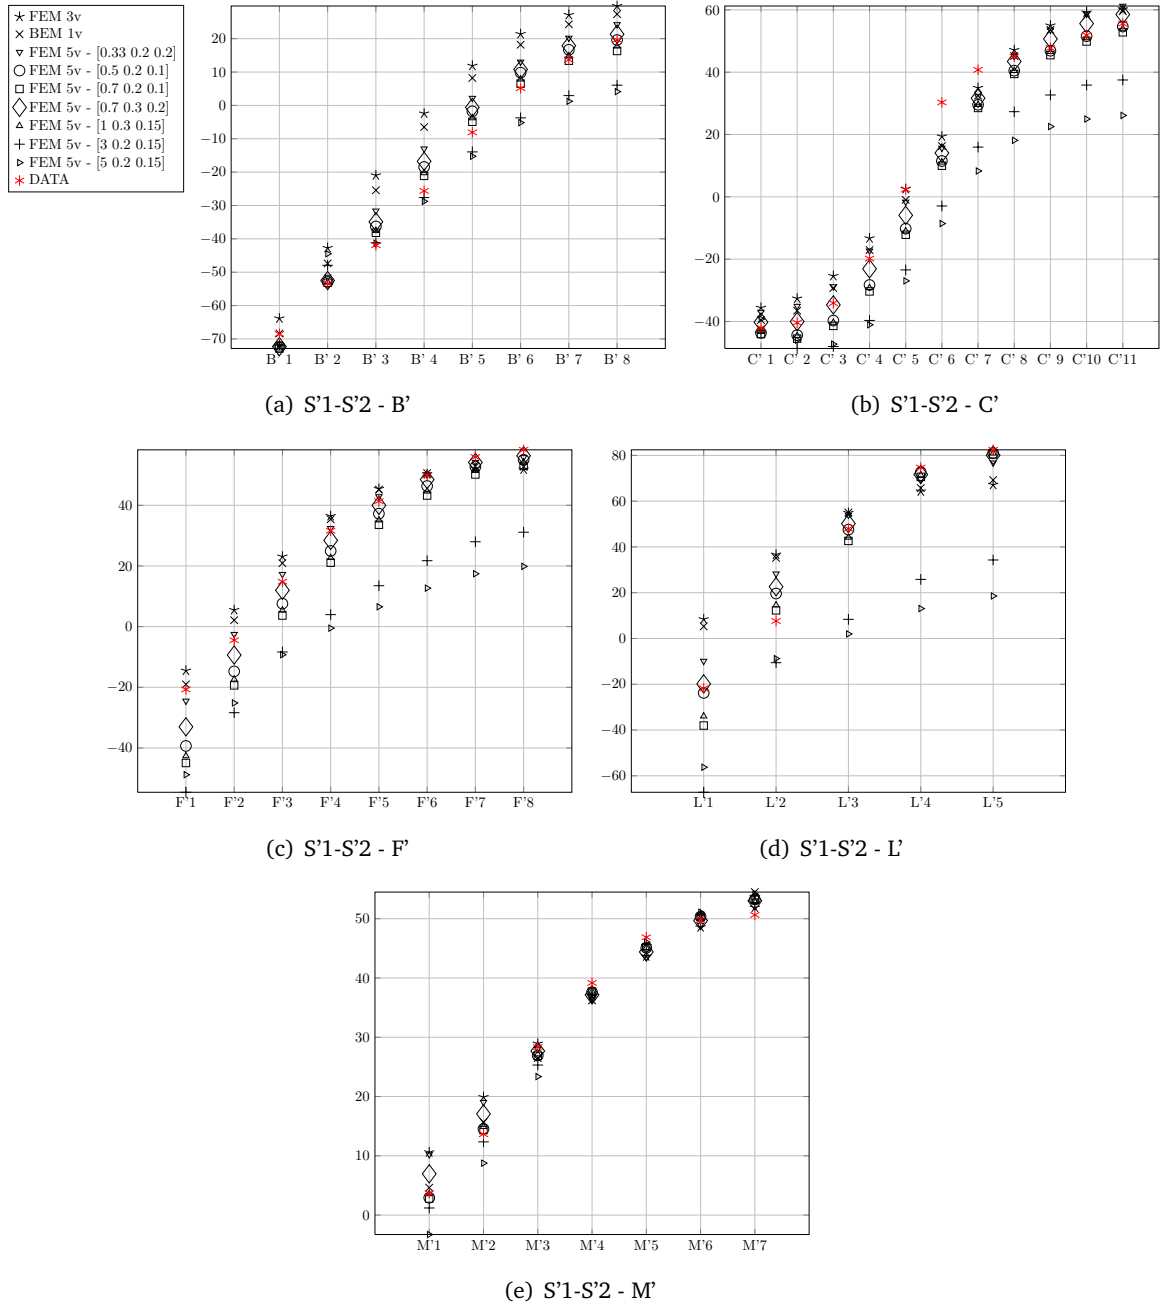 FEM 3v
BEM 1v
FEM 5v - [0.33 0.2 0.2]
FEM 5v - [0.5 0.2 0.1]
FEM 5v - [0.7 0.2 0.1]
FEM 5v - [0.7 0.3 0.2]
FEM 5v - [1 0.3 0.15]
FEM 5v - [3 0.2 0.15]
FEM 5v - [5 0.2 0.15]
DATA
30
20
10
0
−10
−20
−30
−40
−50
−60
−70
B' 1 B' 2 B' 3 B' 4 B' 5 B' 6 B' 7 B' 8
(a) S'1-S'2 - B'
60
40
20
0
−20
−40
C' 1 C' 2 C' 3 C' 4 C' 5 C' 6 C' 7 C' 8 C' 9 C'10 C'11
(b) S'1-S'2 - C'
40
20
0
−20
−40
F'1 F'2 F'3 F'4 F'5 F'6 F'7 F'8
(c) S'1-S'2 - F'
80
60
40
20
0
−20
−40
−60
L'1 L'2 L'3 L'4 L'5
(d) S'1-S'2 - L'
50
40
30
20
10
0
M'1 M'2 M'3 M'4 M'5 M'6 M'7
(e) S'1-S'2 - M'